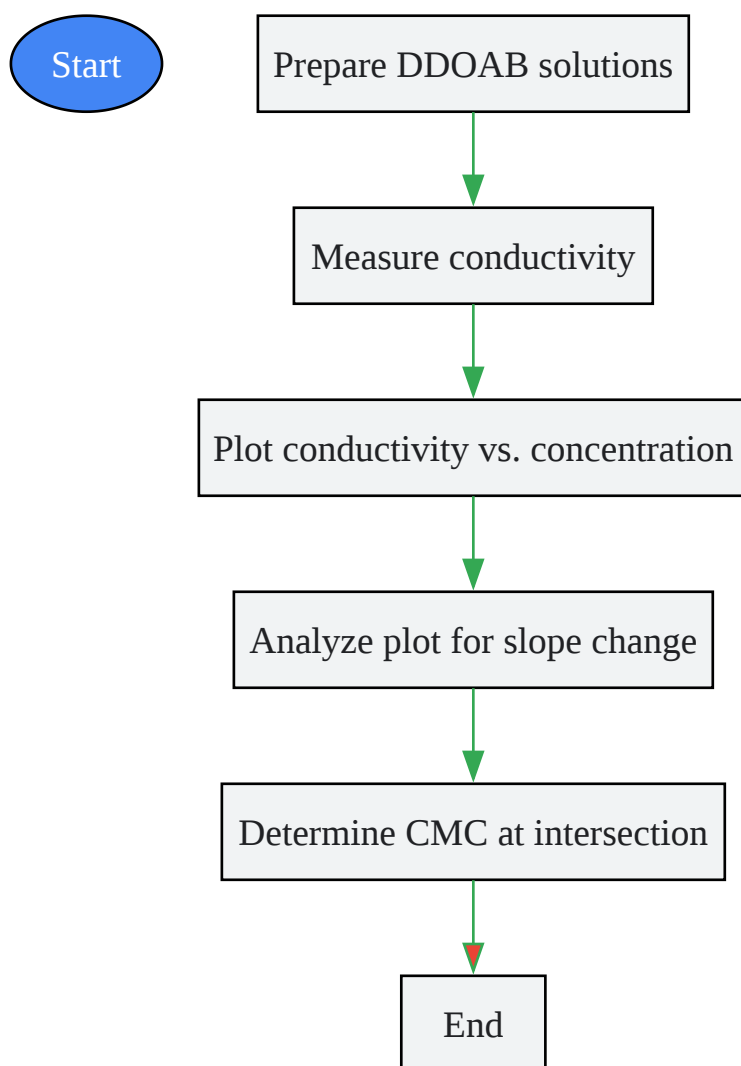 Start
Prepare DDOAB solutions
Measure conductivity
Plot conductivity vs. concentration
Analyze plot for slope change
Determine CMC at intersection
End